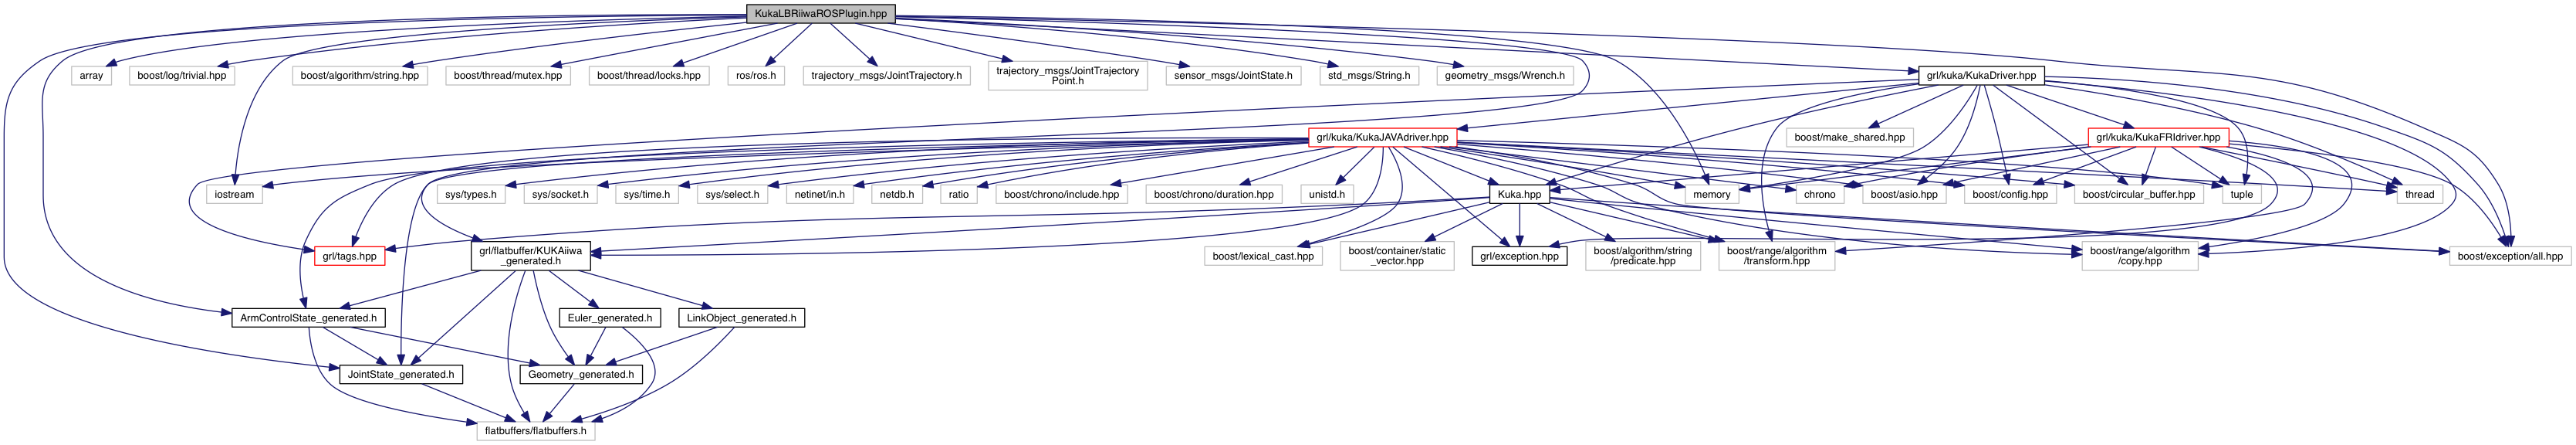 KukaLBRiiwaROSPlugin.hpp
array
boost/log/trivial.hpp
boost/algorithm/string.hpp
boost/thread/mutex.hpp
boost/thread/locks.hpp
ros/ros.h
trajectory_msgs/JointTrajectory.h
trajectory_msgs/JointTrajectory
Point.h
sensor_msgs/JointState.h
std_msgs/String.h
geometry_msgs/Wrench.h
grl/kuka/KukaDriver.hpp
grl/kuka/KukaJAVAdriver.hpp
boost/make_shared.hpp
grl/kuka/KukaFRIdriver.hpp
iostream
sys/types.h
sys/socket.h
sys/time.h
sys/select.h
netinet/in.h
netdb.h
ratio
boost/chrono/include.hpp
boost/chrono/duration.hpp
unistd.h
Kuka.hpp
memory
chrono
boost/asio.hpp
boost/config.hpp
boost/circular_buffer.hpp
tuple
thread
grl/tags.hpp
grl/flatbuffer/KUKAiiwa
_generated.h
boost/lexical_cast.hpp
boost/container/static
_vector.hpp
grl/exception.hpp
boost/algorithm/string
/predicate.hpp
boost/range/algorithm
/transform.hpp
boost/range/algorithm
/copy.hpp
boost/exception/all.hpp
ArmControlState_generated.h
Euler_generated.h
LinkObject_generated.h
JointState_generated.h
Geometry_generated.h
flatbuffers/flatbuffers.h